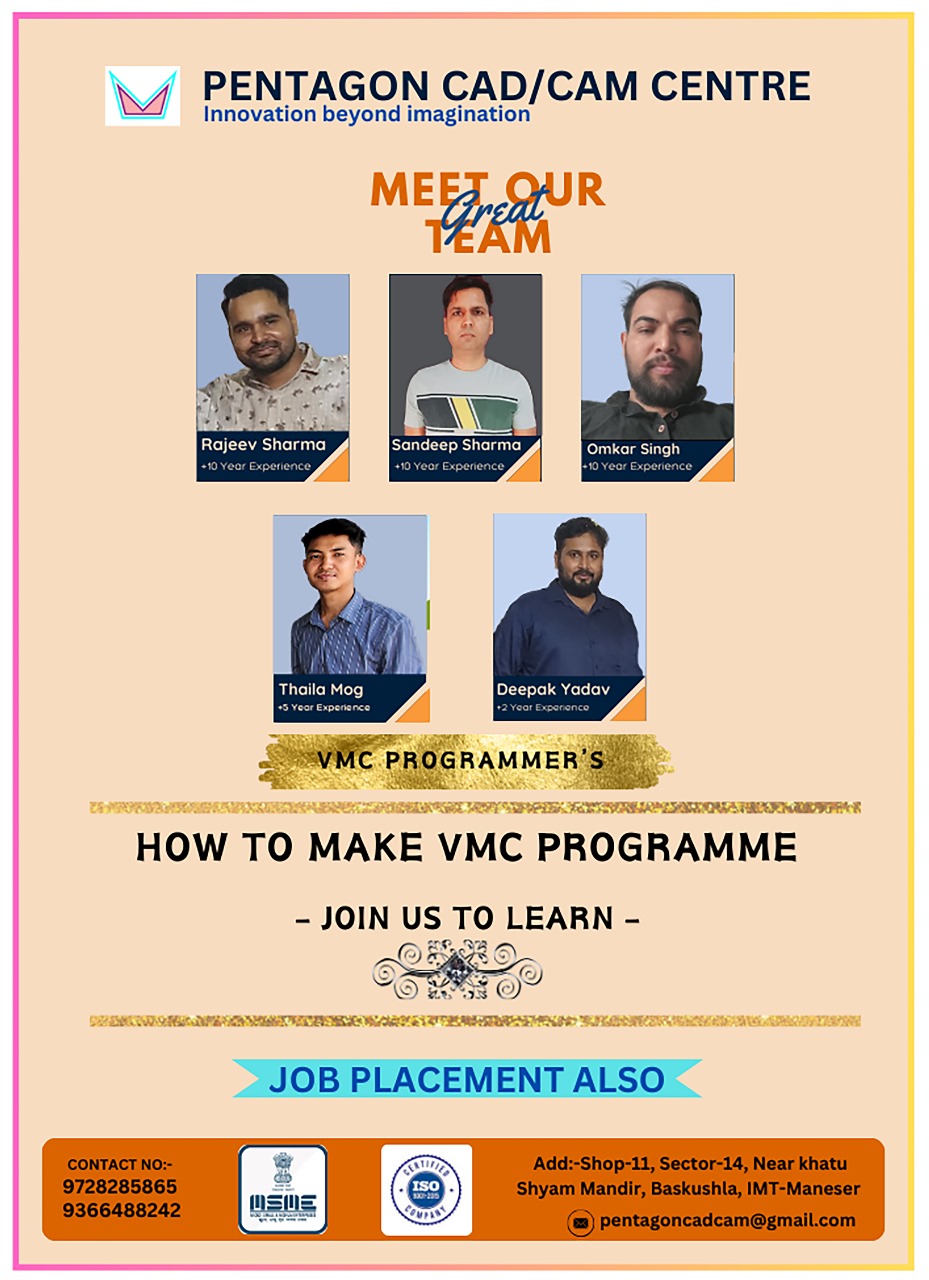 PENTAGON CAD/CAM CENTRE
Innovation beyond imagination
MEET OUR
Great
TEAM
Rajeev Sharma
+10 Year Experience
Sandeep Sharma
+10 Year Experience
Omkar Singh
+10 Year Experience
Thaila Mog
+5 Year Experience
Deepak Yadav
+2 Year Experience
VMC PROGRAMMER'S
HOW TO MAKE VMC PROGRAMME
- JOIN US TO LEARN -
JOB PLACEMENT ALSO
CONTACT NO:-
9728285865
9366488242
MSME
CERTIFIED
ISO
9001-2015
COMPANY
Add:-Shop-11, Sector-14, Near khatu
Shyam Mandir, Baskushla, IMT-Maneser
pentagoncadcam@gmail.com